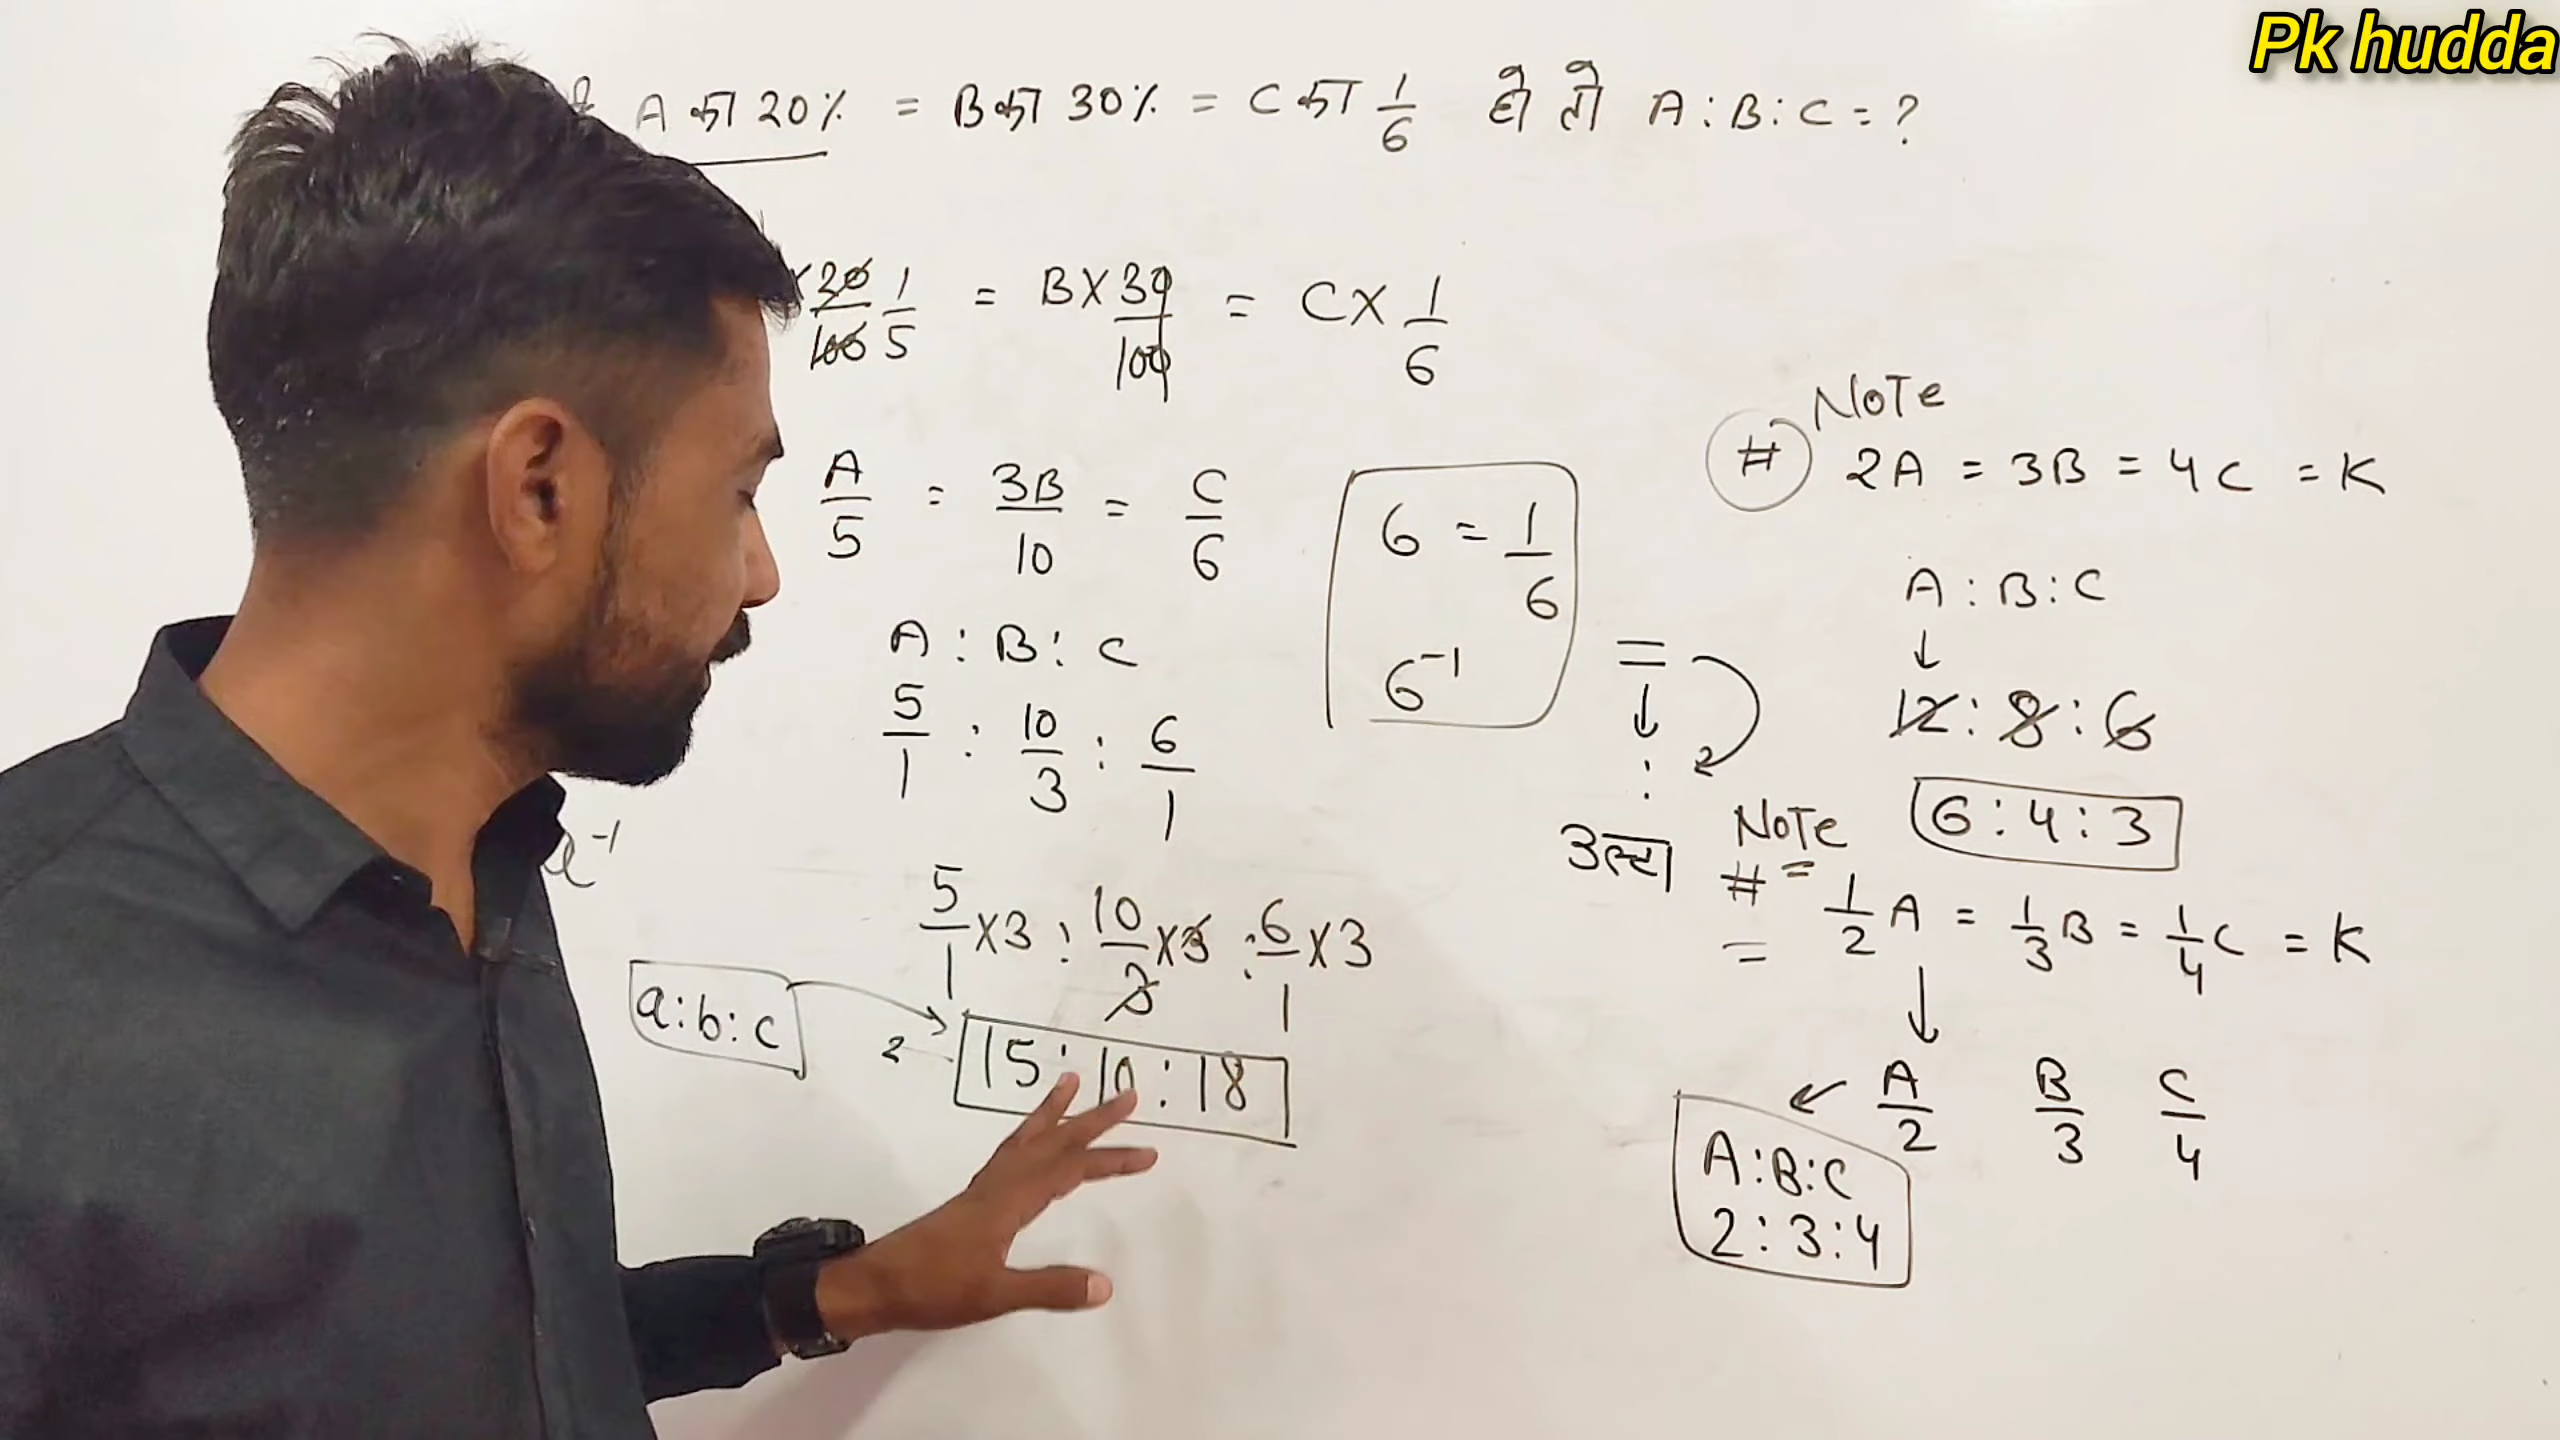 Pk hudda
A का 20% = B का 30% = C का 1/6 हो तो A : B : C = ?
× 20/100 1/5 = B × 30/100 = C × 1/6
A/5 = 3B/10 = C/6
A : B : C
5/1 : 10/3 : 6/1
5/1 × 3 : 10/3 × 3 : 6/1 × 3
a : b : c
15 : 10 : 18
6 = 1/6
6⁻¹
=
:
उल्टा
NOTE
# 2A = 3B = 4C = K
A : B : C
12 : 8 : 6
6 : 4 : 3
NOTE
# = 1/2 A = 1/3 B = 1/4 C = K
A/2 B/3 C/4
A : B : C
2 : 3 : 4